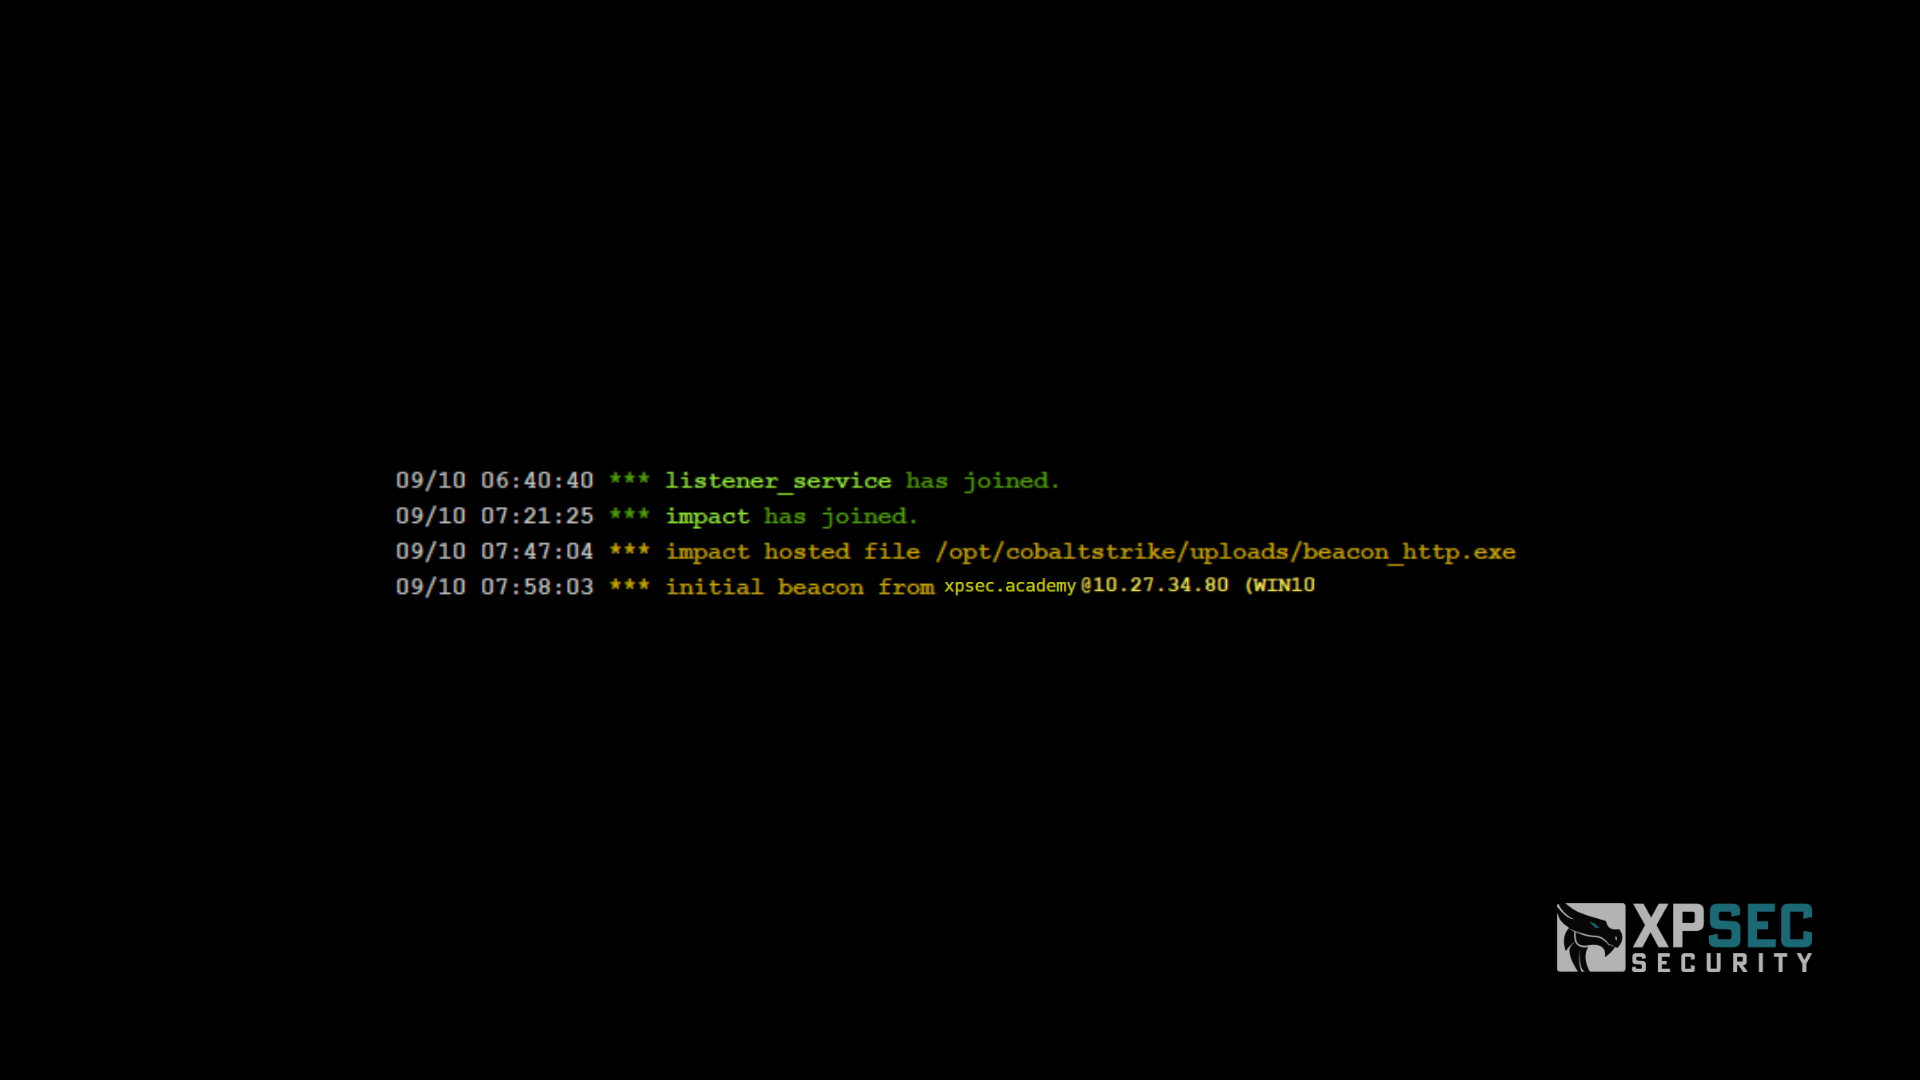 09/10 06:40:40 *** listener_service has joined.
09/10 07:21:25 *** impact has joined.
09/10 07:47:04 *** impact hosted file /opt/cobaltstrike/uploads/beacon_http.exe
09/10 07:58:03 *** initial beacon from xpsec.academy@10.27.34.80 (WIN10
XPSEC
SECURITY